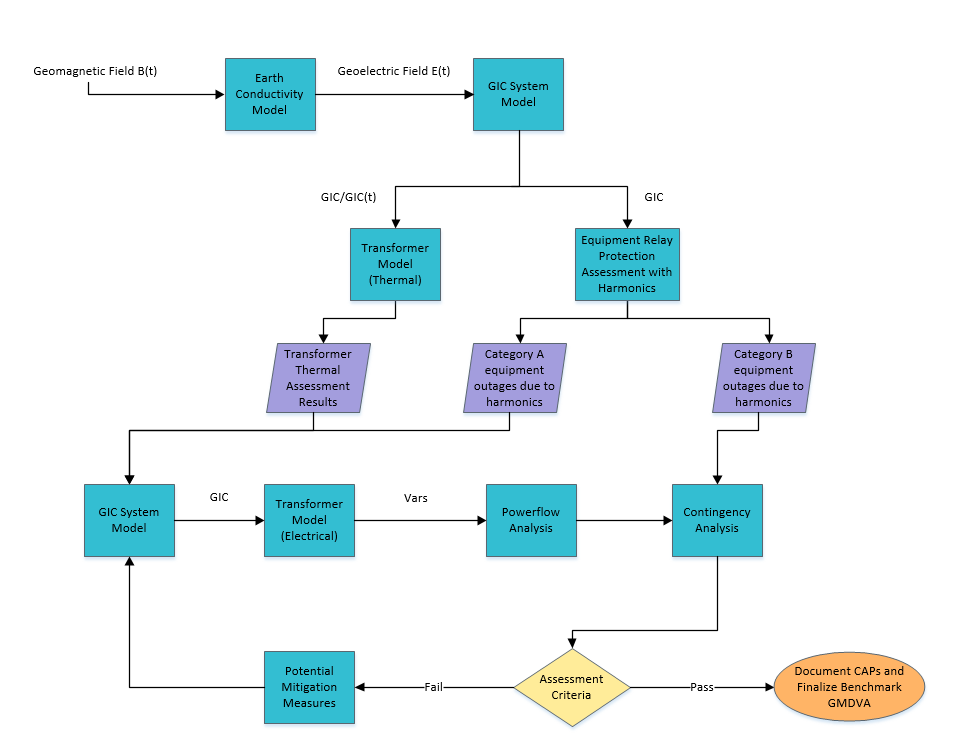 Geomagnetic Field B(t)
Earth
Conductivity
Model
Geoelectric Field E(t)
GIC System
Model
GIC/GIC(t)
GIC
Transformer
Model
(Thermal)
Equipment Relay
Protection
Assessment with
Harmonics
Transformer
Thermal
Assessment
Results
Category A
equipment
outages due to
harmonics
Category B
equipment
outages due to
harmonics
GIC System
Model
GIC
Transformer
Model
(Electrical)
Vars
Powerflow
Analysis
Contingency
Analysis
Potential
Mitigation
Measures
Fail
Assessment
Criteria
Pass
Document CAPs and
Finalize Benchmark
GMDVA